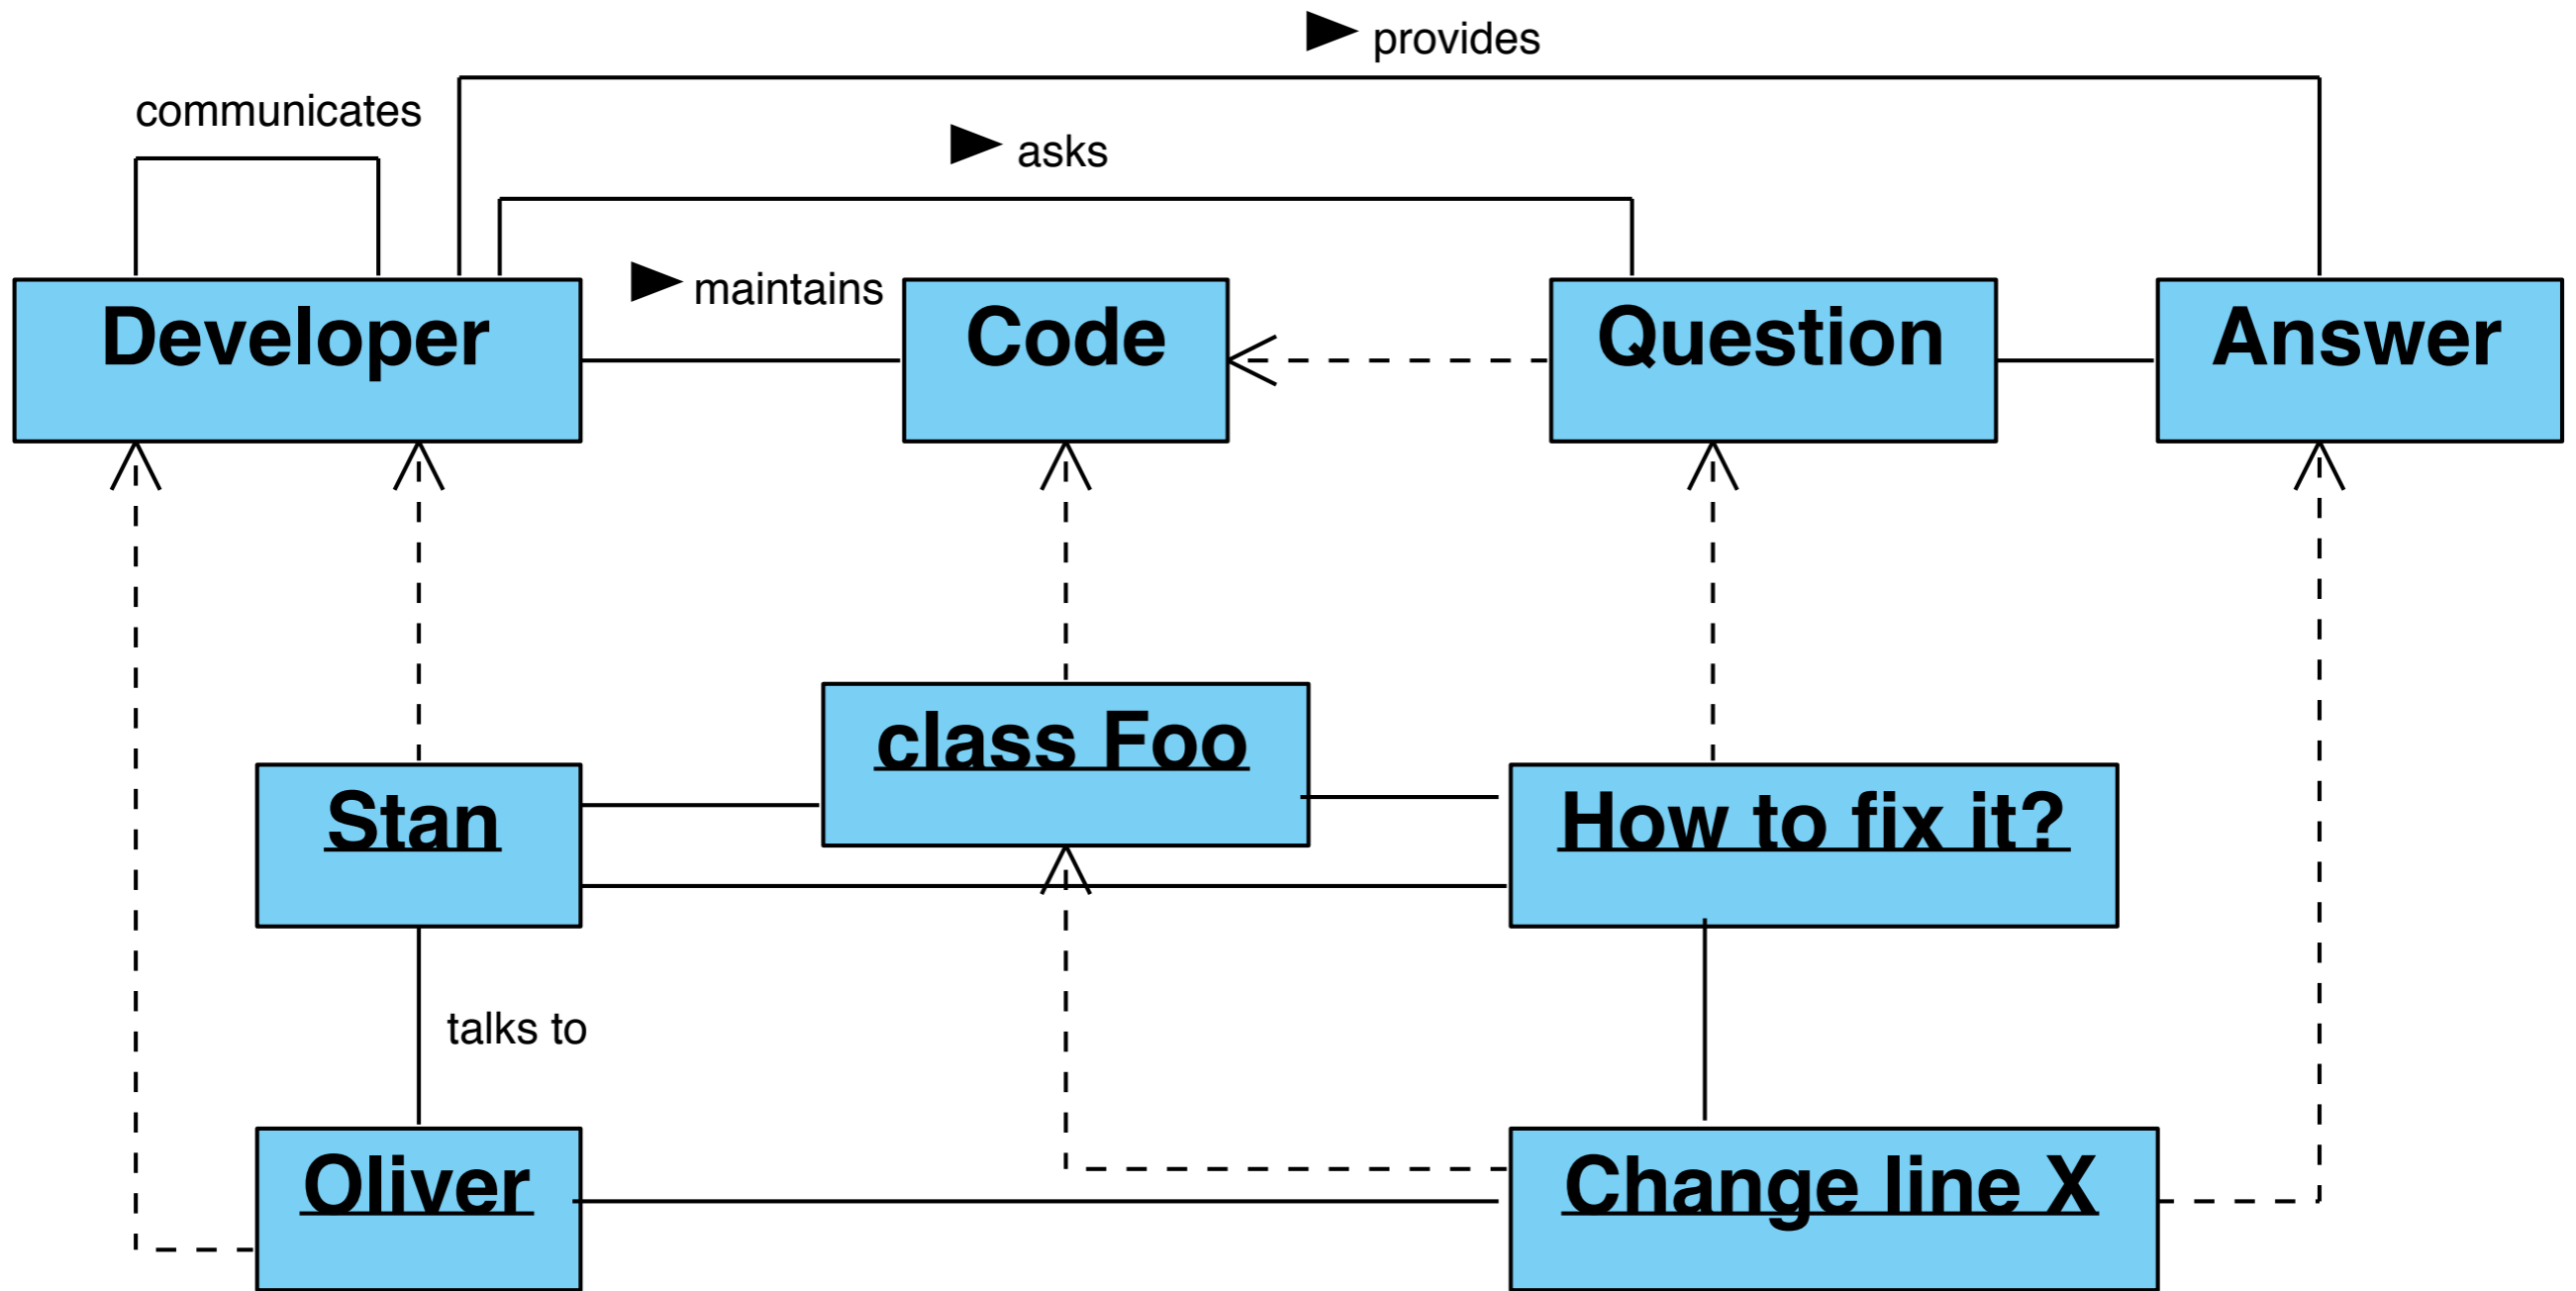 ▶ provides
communicates
▶ asks
▶ maintains
Developer
Code
Question
Answer
class Foo
Stan
How to fix it?
talks to
Oliver
Change line X